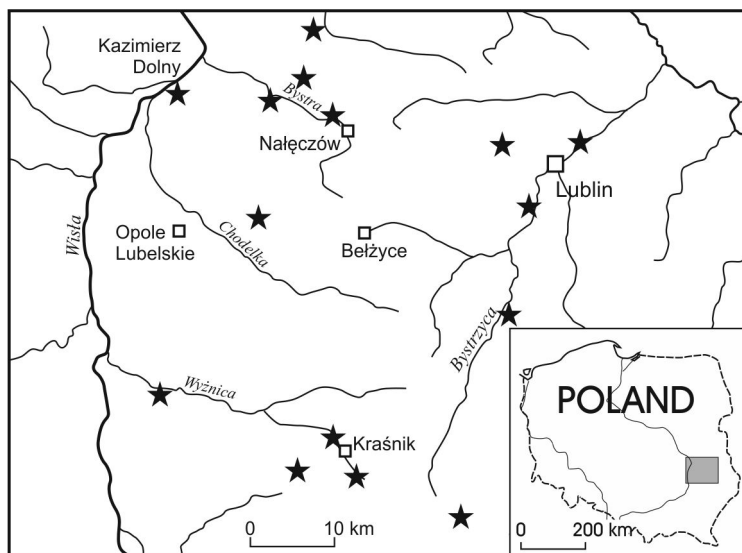 Kazimierz
Dolny
Bystra
Nałęczów
Lublin
Wisła
Opole
Lubelskie
Chodelka
Bełżyce
Bystrzyca
Wyżnica
POLAND
Kraśnik
0 10 km
0 200 km